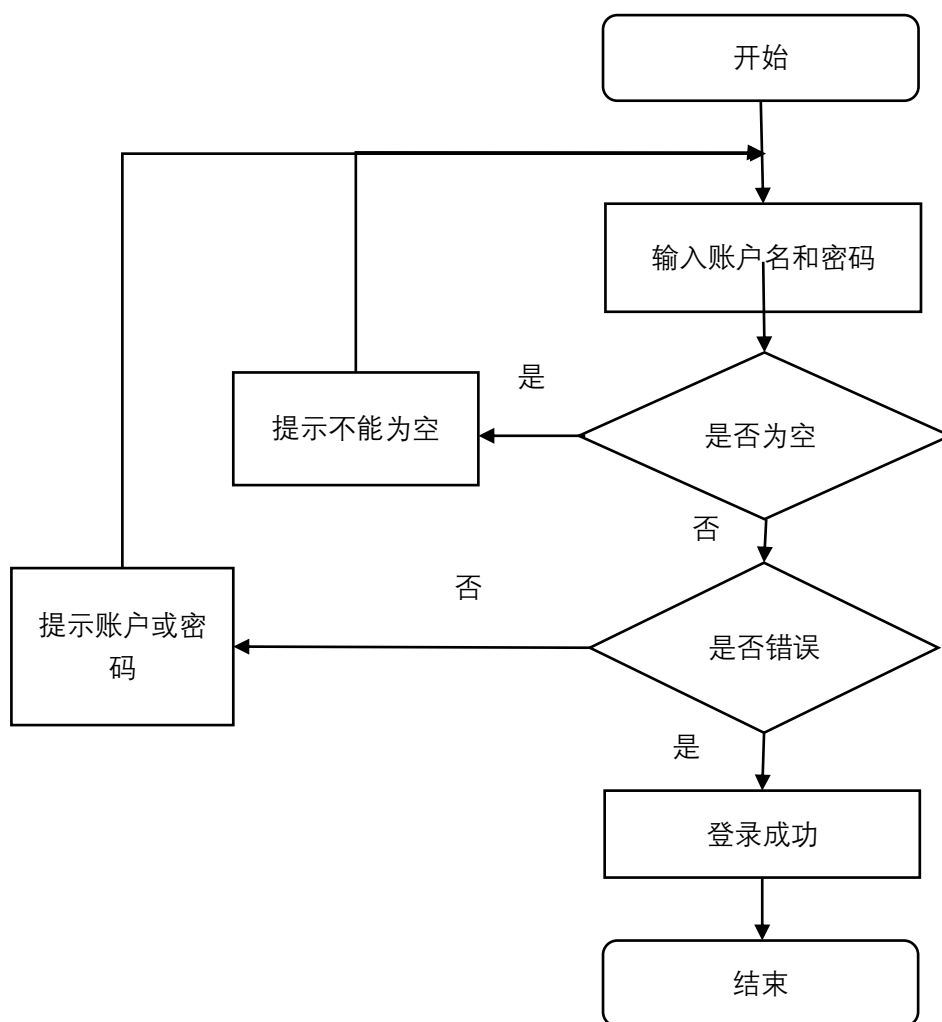 开始
输入账户名和密码
是
提示不能为空
是否为空
否
否
提示账户或密
码
是否错误
是
登录成功
结束